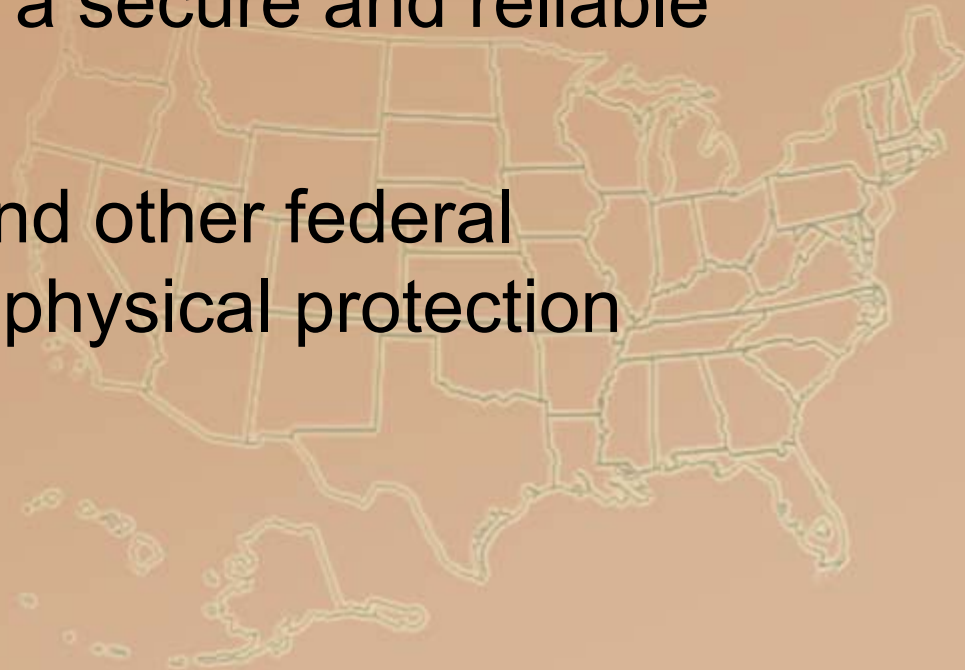 a secure and reliable
nd other federal
physical protection